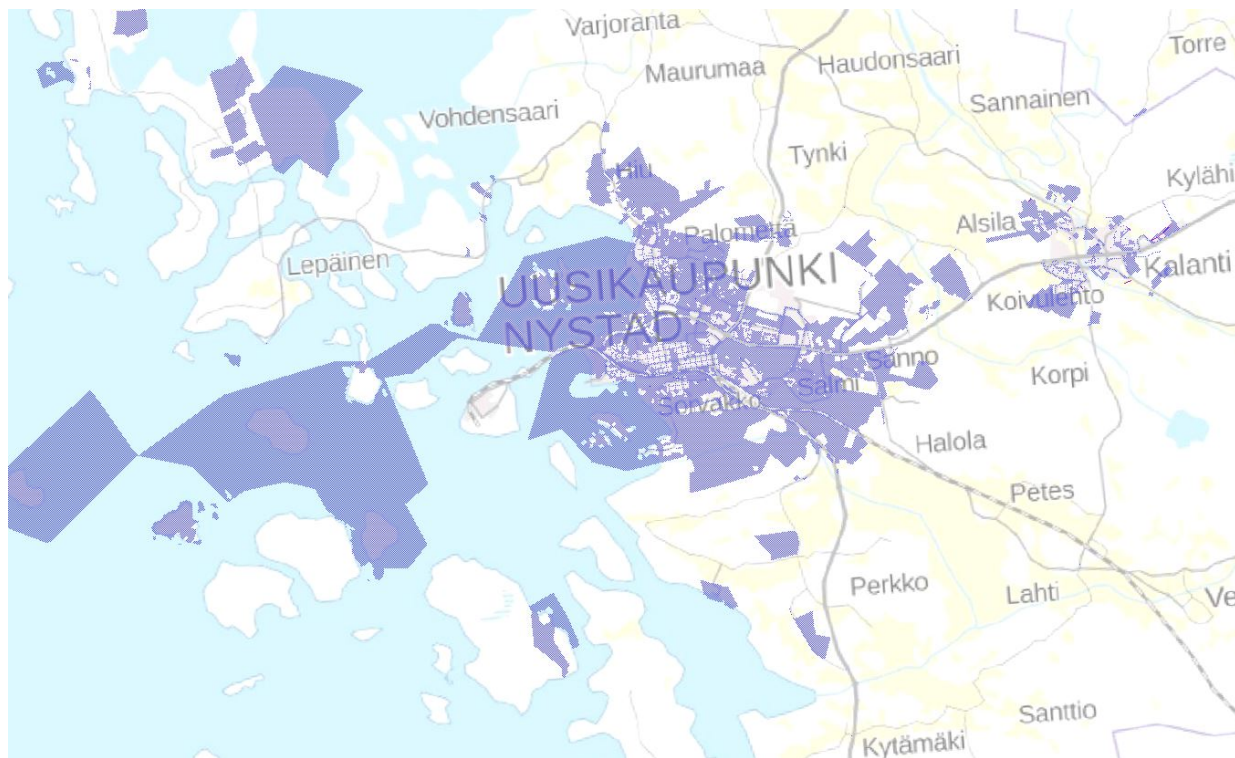 Varjoranta
Torre
Haudonsaari
Maurumaa
Sannainen
Vohdensaari
Tynki
Hiu
Kylähi
Alsila
Palomettä
Lepäinen
Kalanti
UUSIKAUPUNKI
NYSTAD
Koivulehto
Sanno
Salmi
Korpi
Sorvakko
Halola
Petes
Perkko
Lahti
Ve
Santtio
Kytämäki